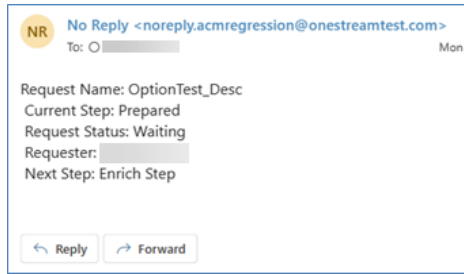 NR
No Reply <noreply.acmregression@onestreamtest.com>
To: O
Mon
Request Name: OptionTest_Desc
Current Step: Prepared
Request Status: Waiting
Requester:
Next Step: Enrich Step
Reply
Forward